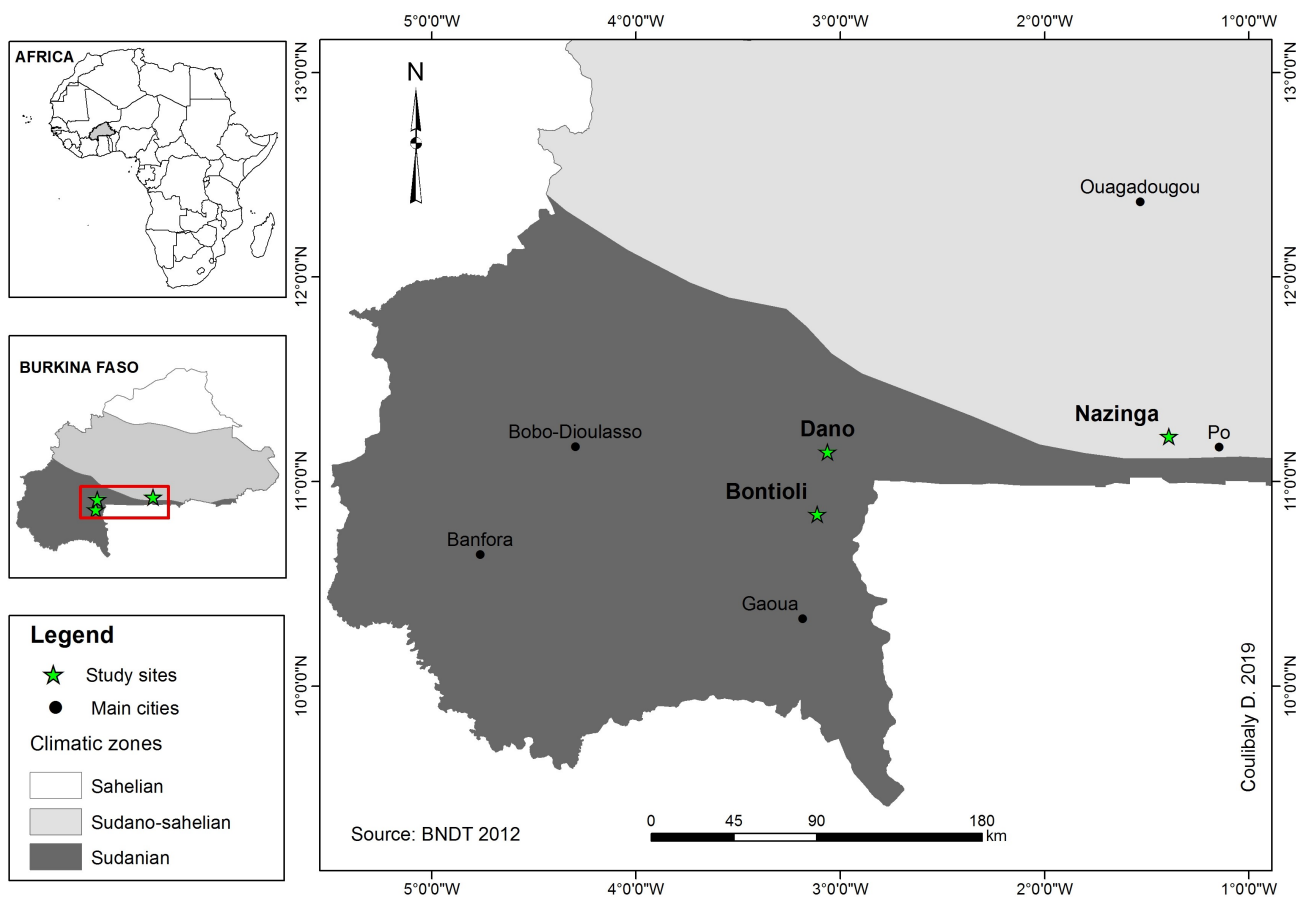 AFRICA
BURKINA FASO
Legend
Study sites
Main cities
Climatic zones
Sahelian
Sudano-sahelian
Sudanian
5°0'0"W 4°0'0"W 3°0'0"W 2°0'0"W 1°0'0"W
13°0'0"N 13°0'0"N
12°0'0"N 12°0'0"N
11°0'0"N 11°0'0"N
10°0'0"N 10°0'0"N
N
Ouagadougou
Nazinga
Po
Dano
Bobo-Dioulasso
Bontioli
Banfora
Gaoua
Coulibaly D. 2019
Source: BNDT 2012
0 45 90 180
km
5°0'0"W 4°0'0"W 3°0'0"W 2°0'0"W 1°0'0"W